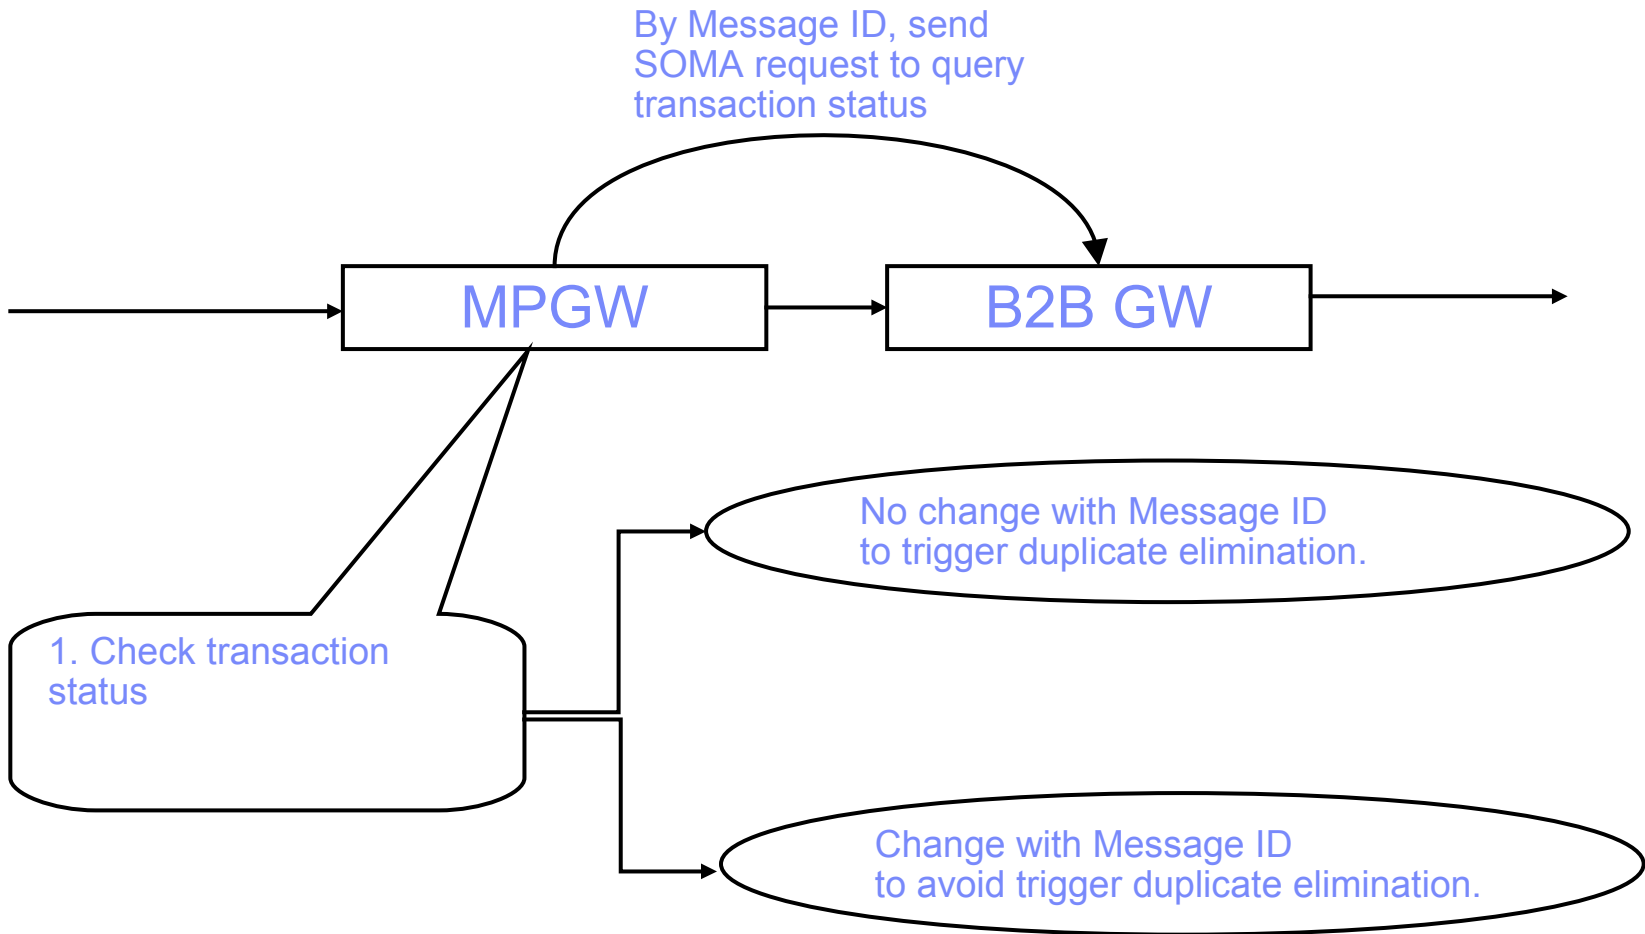 By Message ID, send
SOMA request to query
transaction status
MPGW
B2B GW
No change with Message ID
to trigger duplicate elimination.
1. Check transaction
status
Change with Message ID
to avoid trigger duplicate elimination.